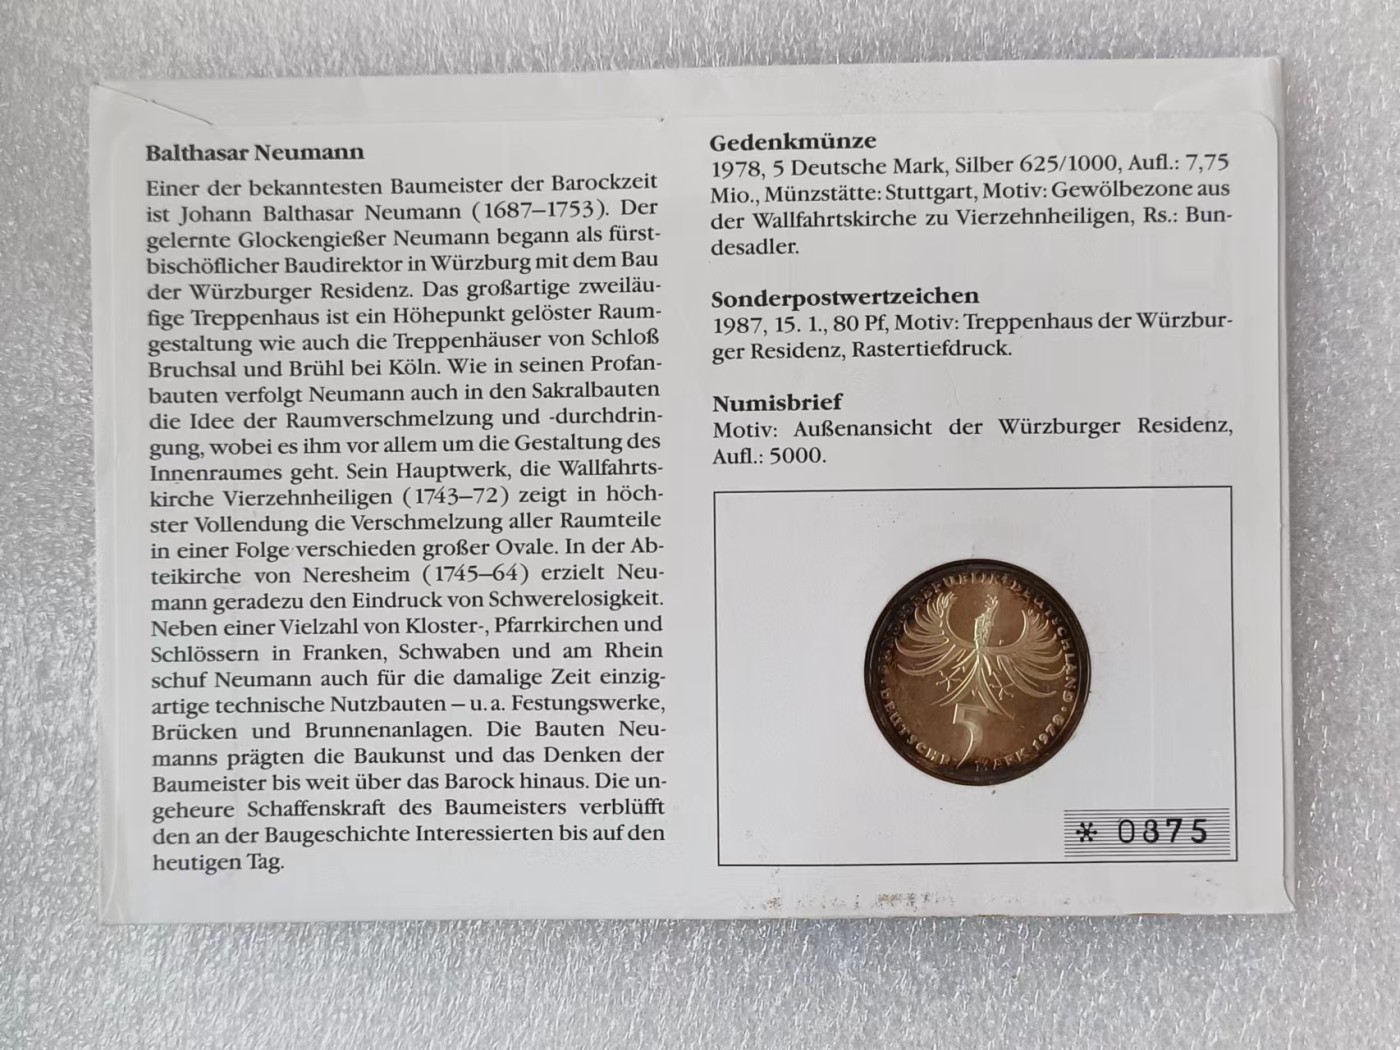 Balthasar Neumann
Einer der bekanntesten Baumeister der Barockzeit
ist Johann Balthasar Neumann (1687–1753). Der
gelernte Glockengießer Neumann begann als fürst-
bischöflicher Baudirektor in Würzburg mit dem Bau
der Würzburger Residenz. Das großartige zweiläu-
fige Treppenhaus ist ein Höhepunkt gelöster Raum-
gestaltung wie auch die Treppenhäuser von Schloß
Bruchsal und Brühl bei Köln. Wie in seinen Profan-
bauten verfolgt Neumann auch in den Sakralbauten
die Idee der Raumverschmelzung und -durchdrin-
gung, wobei es ihm vor allem um die Gestaltung des
Innenraumes geht. Sein Hauptwerk, die Wallfahrts-
kirche Vierzehnheiligen (1743–72) zeigt in höch-
ster Vollendung die Verschmelzung aller Raumteile
in einer Folge verschieden großer Ovale. In der Ab-
teikirche von Neresheim (1745–64) erzielt Neu-
mann geradezu den Eindruck von Schwerelosigkeit.
Neben einer Vielzahl von Kloster-, Pfarrkirchen und
Schlössern in Franken, Schwaben und am Rhein
schuf Neumann auch für die damalige Zeit einzig-
artige technische Nutzbauten – u. a. Festungswerke,
Brücken und Brunnenanlagen. Die Bauten Neu-
manns prägten die Baukunst und das Denken der
Baumeister bis weit über das Barock hinaus. Die un-
geheure Schaffenskraft des Baumeisters verblüfft
den an der Baugeschichte Interessierten bis auf den
heutigen Tag.
Gedenkmünze
1978, 5 Deutsche Mark, Silber 625/1000, Aufl.: 7,75
Mio., Münzstätte: Stuttgart, Motiv: Gewölbezone aus
der Wallfahrtskirche zu Vierzehnheiligen, Rs.: Bun-
desadler.
Sonderpostwertzeichen
1987, 15. 1., 80 Pf, Motiv: Treppenhaus der Würzbur-
ger Residenz, Rastertiefdruck.
Numisbrief
Motiv: Außenansicht der Würzburger Residenz,
Aufl.: 5000.
BUNDESREPUBLIK DEUTSCHLAND
5
DEUTSCHE MARK 1978
* 0875